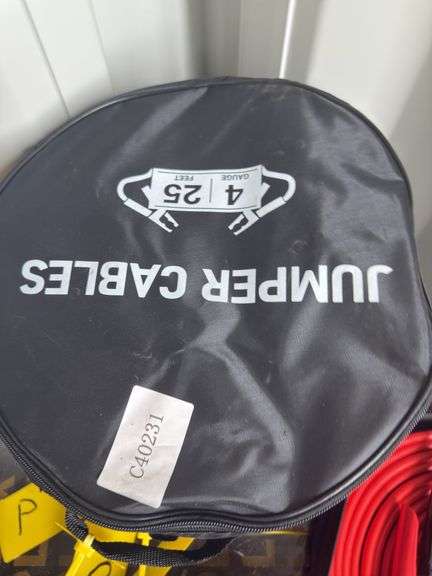 JUMPER CABLES
4 | 25
GAUGE | FEET
C40231
P